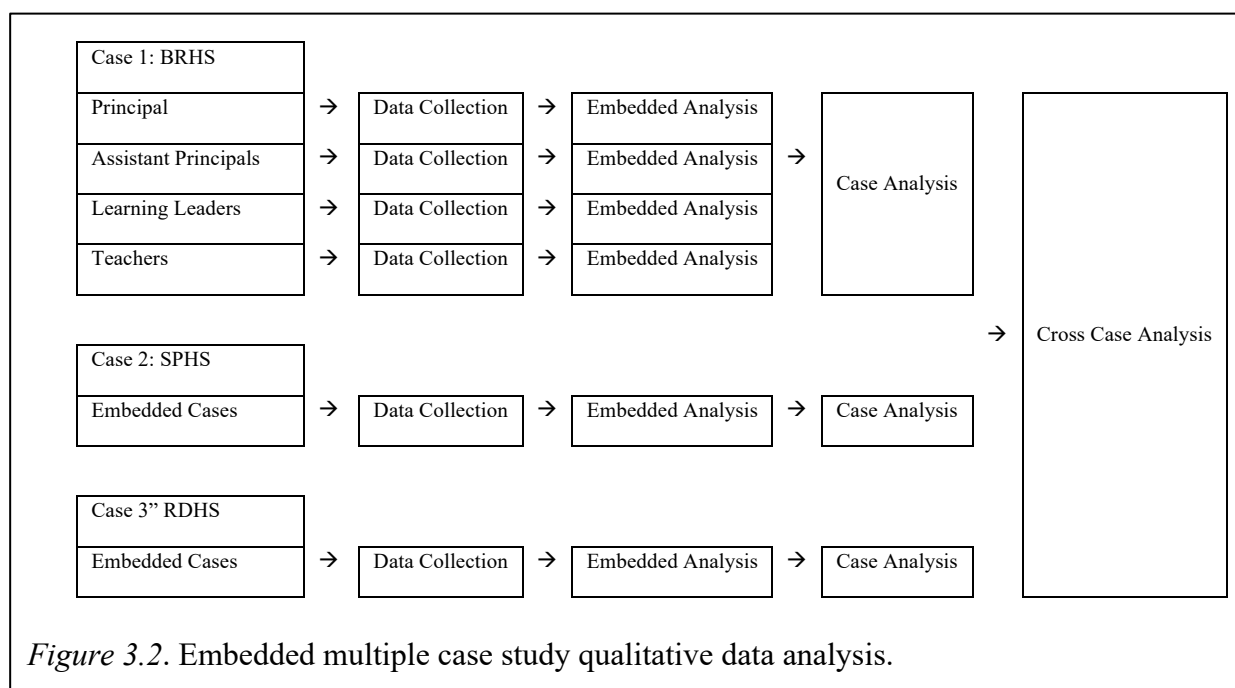 Case 1: BRHS
Principal → Data Collection → Embedded Analysis
Assistant Principals → Data Collection → Embedded Analysis →
Case Analysis
Learning Leaders → Data Collection → Embedded Analysis
Teachers → Data Collection → Embedded Analysis
→ Cross Case Analysis
Case 2: SPHS
Embedded Cases → Data Collection → Embedded Analysis → Case Analysis
Case 3” RDHS
Embedded Cases → Data Collection → Embedded Analysis → Case Analysis
Figure 3.2. Embedded multiple case study qualitative data analysis.